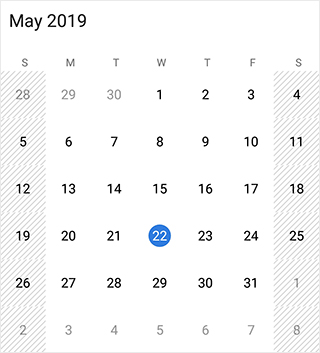 May 2019
S M T W T F S
28 29 30 1 2 3 4
5 6 7 8 9 10 11
12 13 14 15 16 17 18
19 20 21 22 23 24 25
26 27 28 29 30 31 1
2 3 4 5 6 7 8